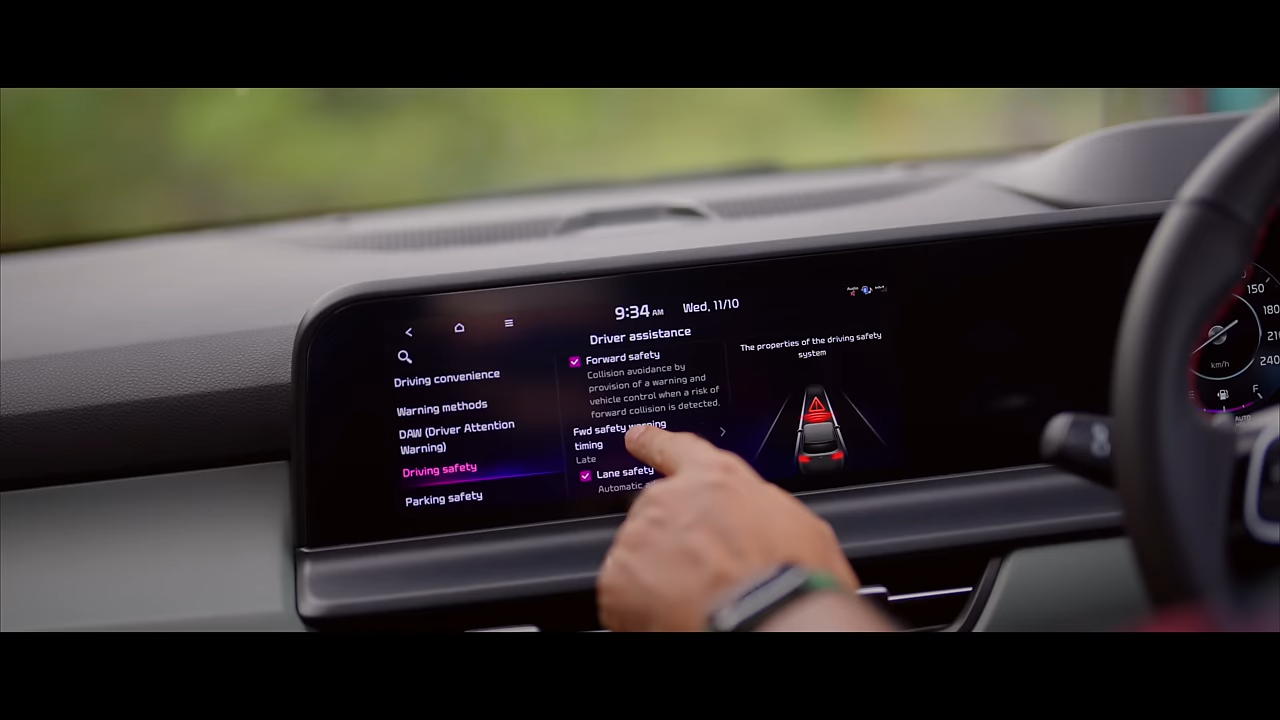 9:34 AM Wed, 11/10
Driver assistance
Driving convenience
Warning methods
DAW (Driver Attention
Warning)
Driving safety
Parking safety
Forward safety
Collision avoidance by
provision of a warning and
vehicle control when a risk of
forward collision is detected.
Fwd safety warning
timing
Late
Lane safety
Automatic
The properties of the driving safety
system
150
180
210
240
km/h
F
AUTO